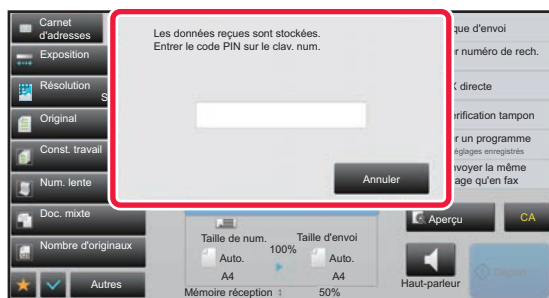 Carnet
d'adresses
Exposition
Résolution
S
Original
Const. travail
Num. lente
Doc. mixte
Nombre d'originaux
Autres
Les données reçues sont stockées.
Entrer le code PIN sur le clav. num.
Annuler
Taille de num.
100%
Taille d'envoi
Auto.
A4
Auto.
A4
Mémoire réception :
50%
que d'envoi
r numéro de rech.
X directe
érification tampon
r un programme
églages enregistrés
nvoyer la même
age qu'en fax
Aperçu
CA
Haut-parleur
Départ